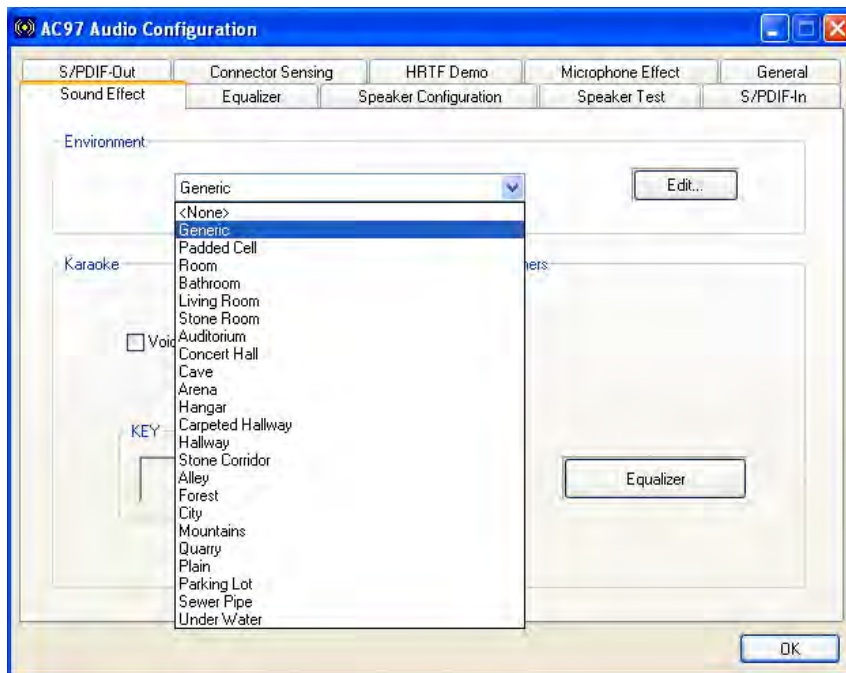 AC97 Audio Configuration
S/PDIF-Out Connector Sensing HRTF Demo Microphone Effect General
Sound Effect Equalizer Speaker Configuration Speaker Test S/PDIF-In
Environment
Generic Edit...
<None>
Generic
Padded Cell
Karaoke
Room
Bathroom
Living Room
Stone Room
Auditorium
Concert Hall
Cave
Arena
Hangar
Carpeted Hallway
KEY
Hallway
Stone Corridor
Alley
Equalizer
Forest
City
Mountains
Quarry
Plain
Parking Lot
Sewer Pipe
Under Water
OK